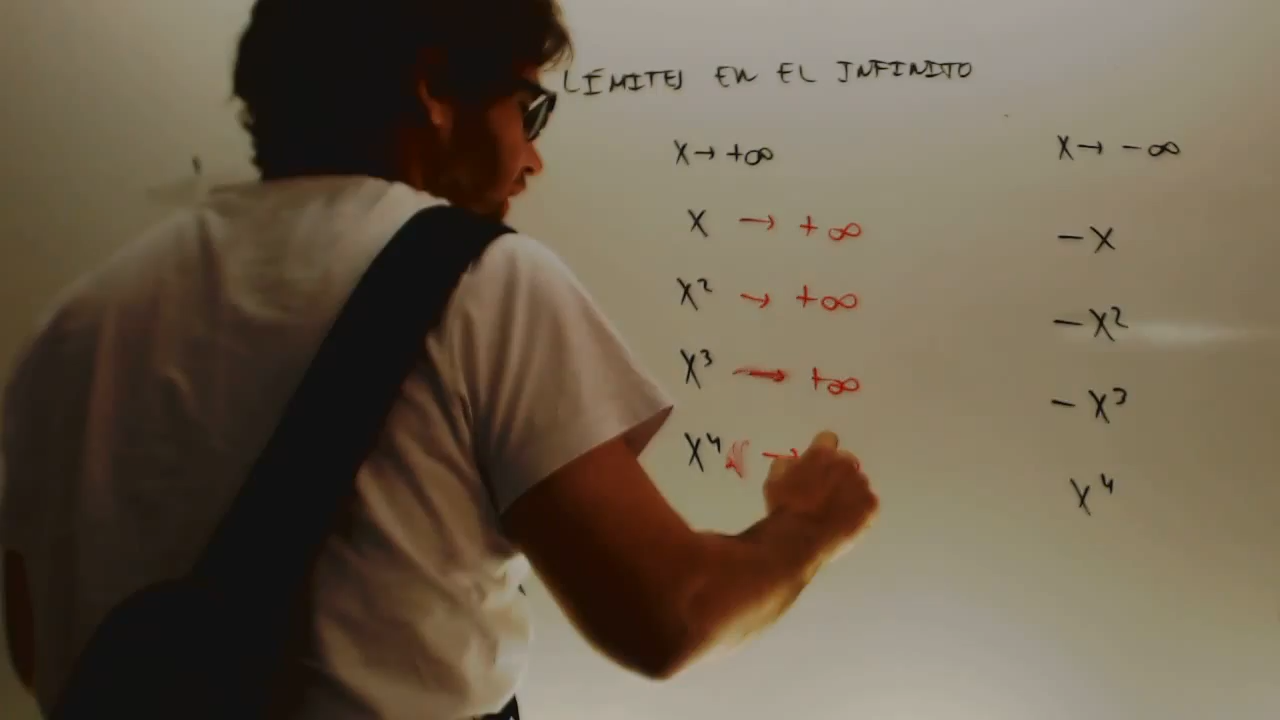 LÍMITES EN EL INFINITO
X → +∞
X → - ∞
X → + ∞
- X
X² → +∞
- X²
X³ → +∞
- X³
X⁴ →
X⁴